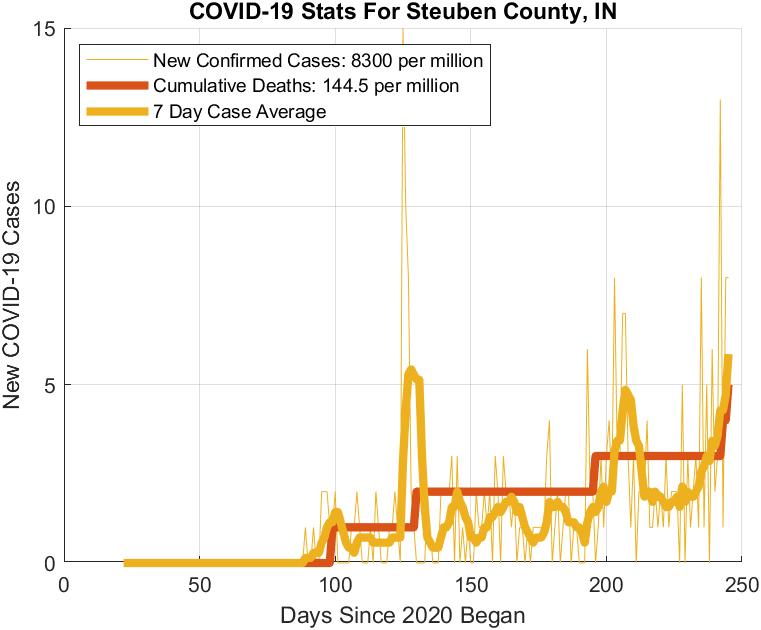 COVID-19 Stats For Steuben County, IN
New Confirmed Cases: 8300 per million
Cumulative Deaths: 144.5 per million
7 Day Case Average
New COVID-19 Cases
15
10
5
0
0 50 100 150 200 250
Days Since 2020 Began